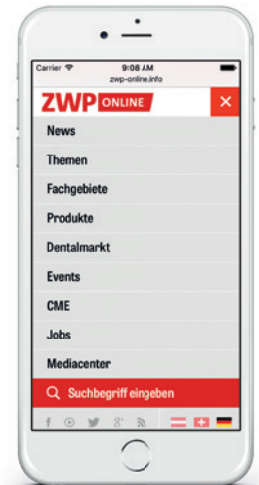 Carrier 9:08 AM
zwp-online.info
ZWP ONLINE
News
Themen
Fachgebiete
Produkte
Dentalmarkt
Events
CME
Jobs
Mediacenter
Suchbegriff eingeben